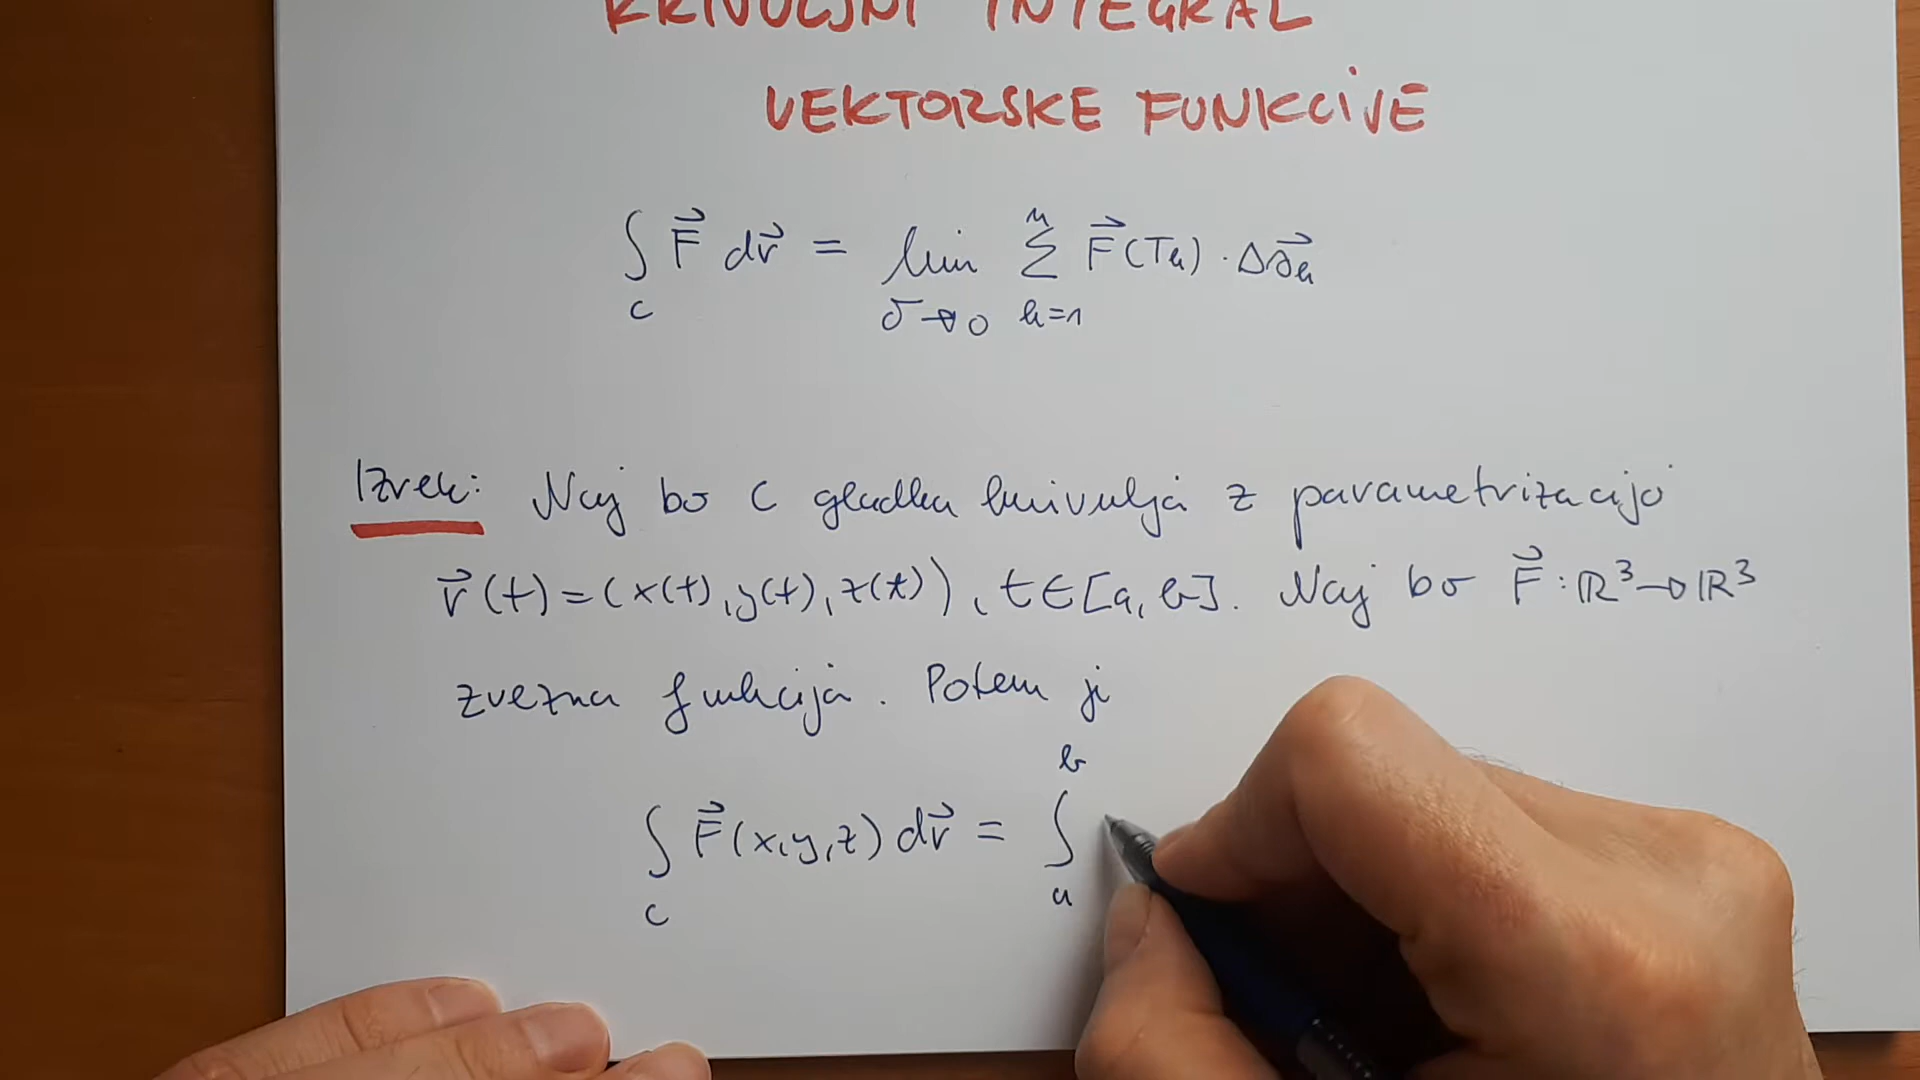 KRIVULJNI INTEGRAL
VEKTORSKE FUNKCIJE
∫_C F⃗ dr⃗ = lim_{δ→0} ∑_{k=1}^{n} F⃗(T_k) · Δs⃗_k
Izrek: Naj bo C gladka krivulja z parametrizacijo
r⃗(t) = (x(t), y(t), z(t)), t ∈ [a, b]. Naj bo F⃗: ℝ³→ℝ³
zvezna funkcija. Potem je
∫_C F⃗(x,y,z) dr⃗ = ∫_a^b